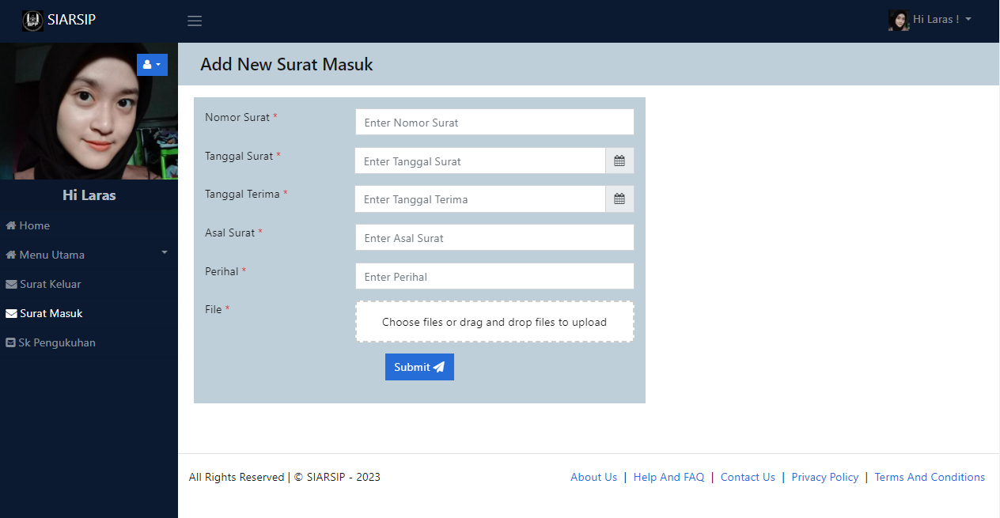 SIARSIP
Hi Laras !
Hi Laras
Home
Menu Utama
Surat Keluar
Surat Masuk
Sk Pengukuhan
Add New Surat Masuk
Nomor Surat *
Enter Nomor Surat
Tanggal Surat *
Enter Tanggal Surat
Tanggal Terima *
Enter Tanggal Terima
Asal Surat *
Enter Asal Surat
Perihal *
Enter Perihal
File *
Choose files or drag and drop files to upload
Submit
All Rights Reserved | © SIARSIP - 2023
About Us | Help And FAQ | Contact Us | Privacy Policy | Terms And Conditions